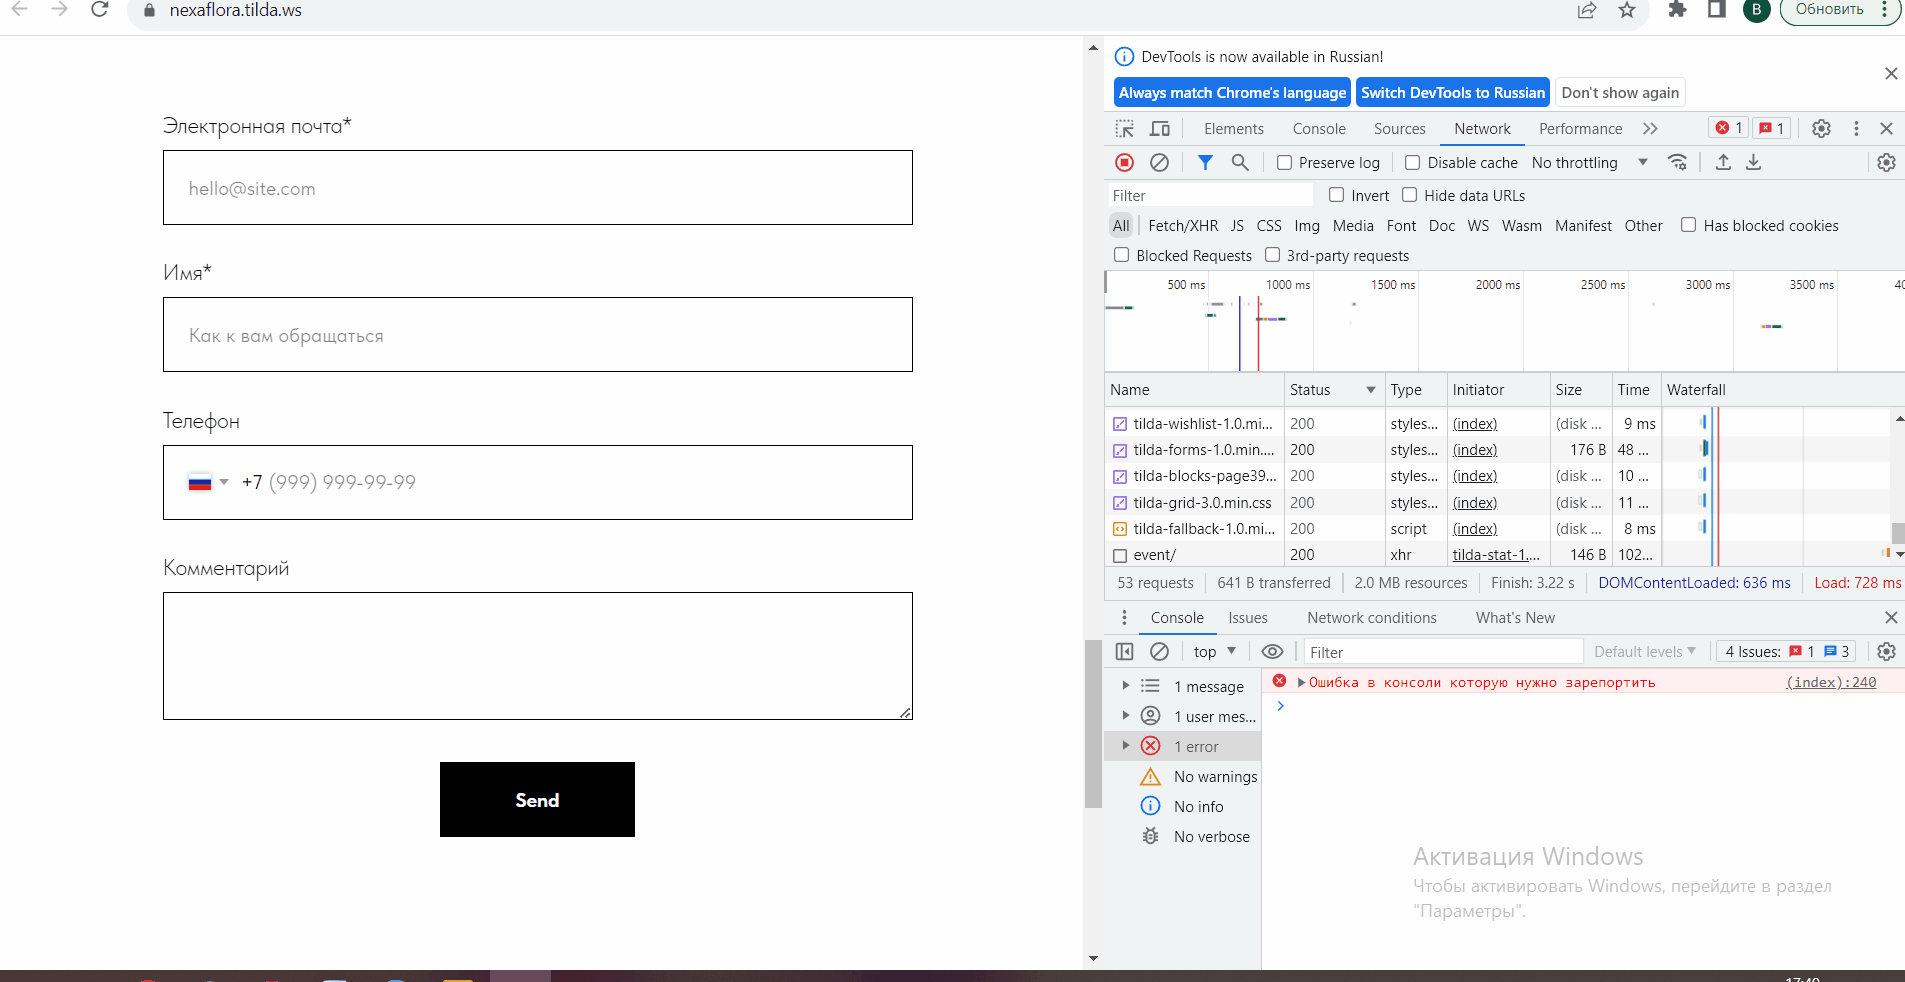 nexaflora.tilda.ws
B
Обновить
Электронная почта*
hello@site.com
Имя*
Как к вам обращаться
Телефон
+7 (999) 999-99-99
Комментарий
Send
DevTools is now available in Russian!
Always match Chrome's language
Switch DevTools to Russian
Don't show again
Elements Console Sources Network Performance 1 1
Preserve log Disable cache No throttling
Filter Invert Hide data URLs
All Fetch/XHR JS CSS Img Media Font Doc WS Wasm Manifest Other Has blocked cookies
Blocked Requests 3rd-party requests
500 ms 1000 ms 1500 ms 2000 ms 2500 ms 3000 ms 3500 ms 40
Name Status Type Initiator Size Time Waterfall
tilda-wishlist-1.0.mi... 200 styles... (index) (disk ... 9 ms
tilda-forms-1.0.min.... 200 styles... (index) 176 B 48 ...
tilda-blocks-page39... 200 styles... (index) (disk ... 10 ...
tilda-grid-3.0.min.css 200 styles... (index) (disk ... 11 ...
tilda-fallback-1.0.mi... 200 script (index) (disk ... 8 ms
event/ 200 xhr tilda-stat-1.... 146 B 102...
53 requests 641 B transferred 2.0 MB resources Finish: 3.22 s DOMContentLoaded: 636 ms Load: 728 ms
Console Issues Network conditions What's New
top Filter Default levels 4 Issues: 1 3
1 message
1 user mes...
1 error
No warnings
No info
No verbose
Ошибка в консоли которую нужно зарепортить (index):240
Активация Windows
Чтобы активировать Windows, перейдите в раздел
"Параметры".